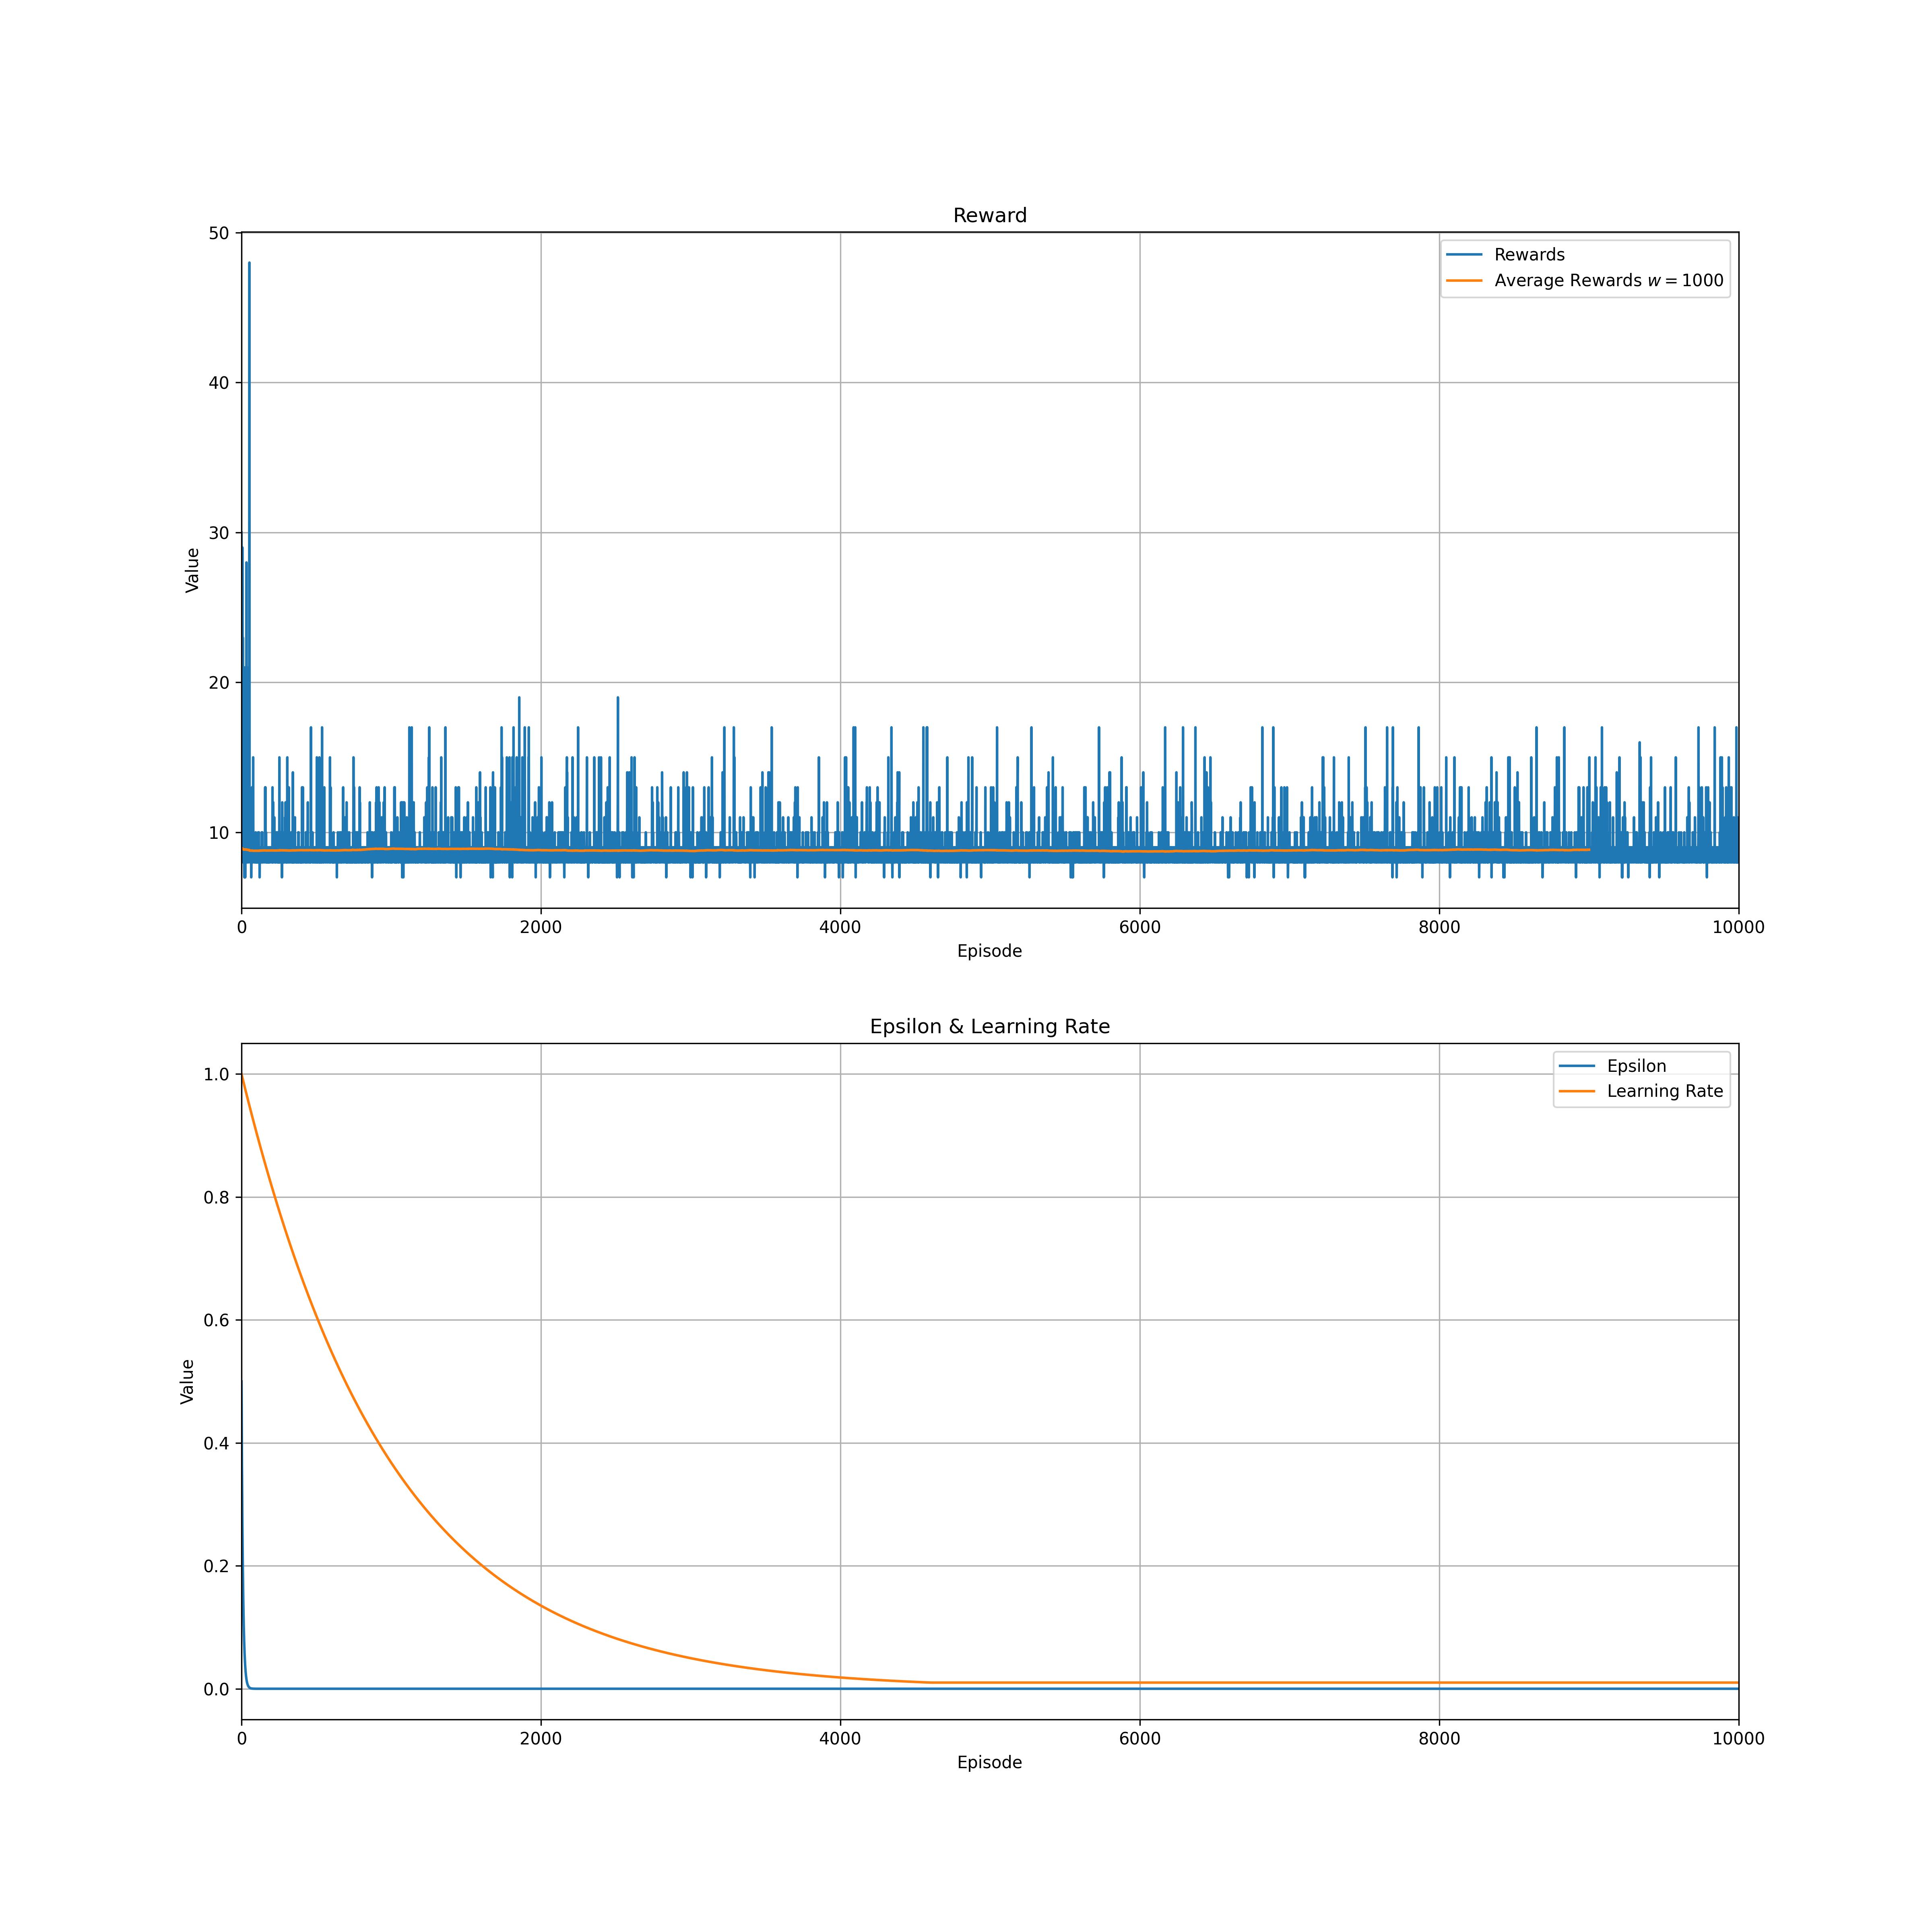 Reward
50
40
30
20
10
Value
Rewards
Average Rewards w = 1000
0 2000 4000 6000 8000 10000
Episode
Epsilon & Learning Rate
1.0
0.8
0.6
0.4
0.2
0.0
Value
Epsilon
Learning Rate
0 2000 4000 6000 8000 10000
Episode